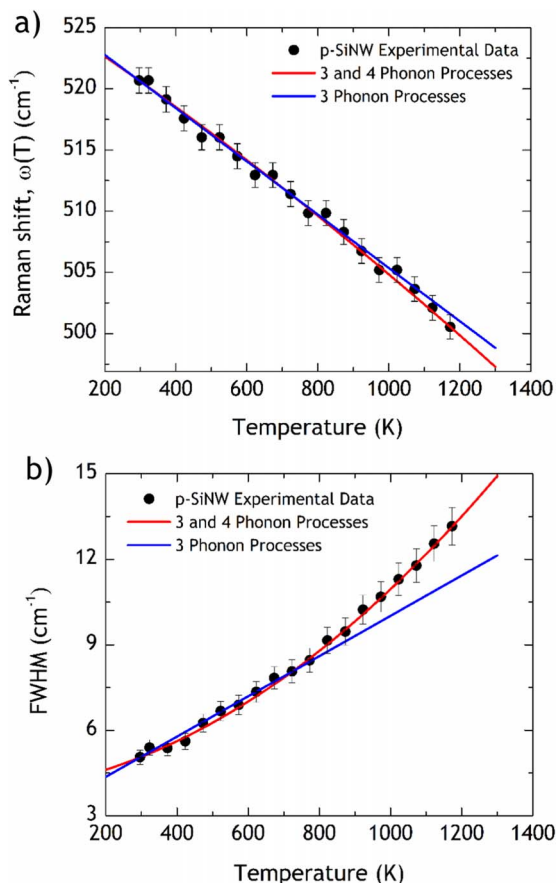 a)
525
520
515
510
505
500
Raman shift, ω(T) (cm⁻¹)
p-SiNW Experimental Data
3 and 4 Phonon Processes
3 Phonon Processes
200 400 600 800 1000 1200 1400
Temperature (K)
b)
15
12
9
6
3
FWHM (cm⁻¹)
p-SiNW Experimental Data
3 and 4 Phonon Processes
3 Phonon Processes
200 400 600 800 1000 1200 1400
Temperature (K)